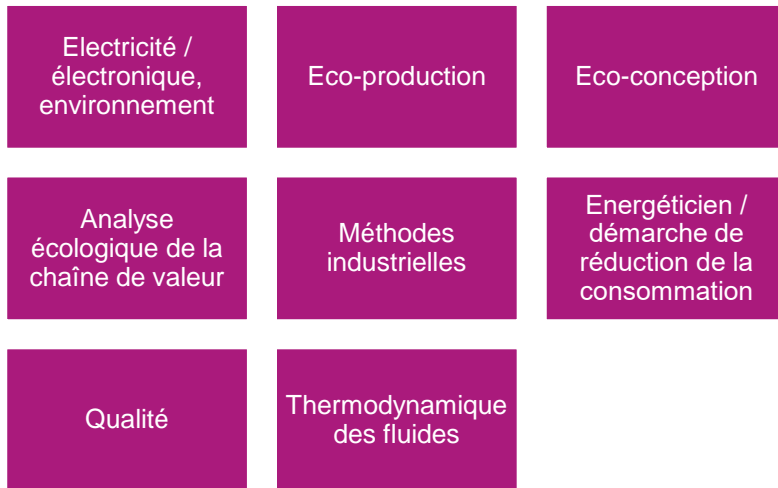 Electricité /
électronique,
environnement
Eco-production
Eco-conception
Analyse
écologique de la
chaîne de valeur
Méthodes
industrielles
Energéticien /
démarche de
réduction de la
consommation
Qualité
Thermodynamique
des fluides